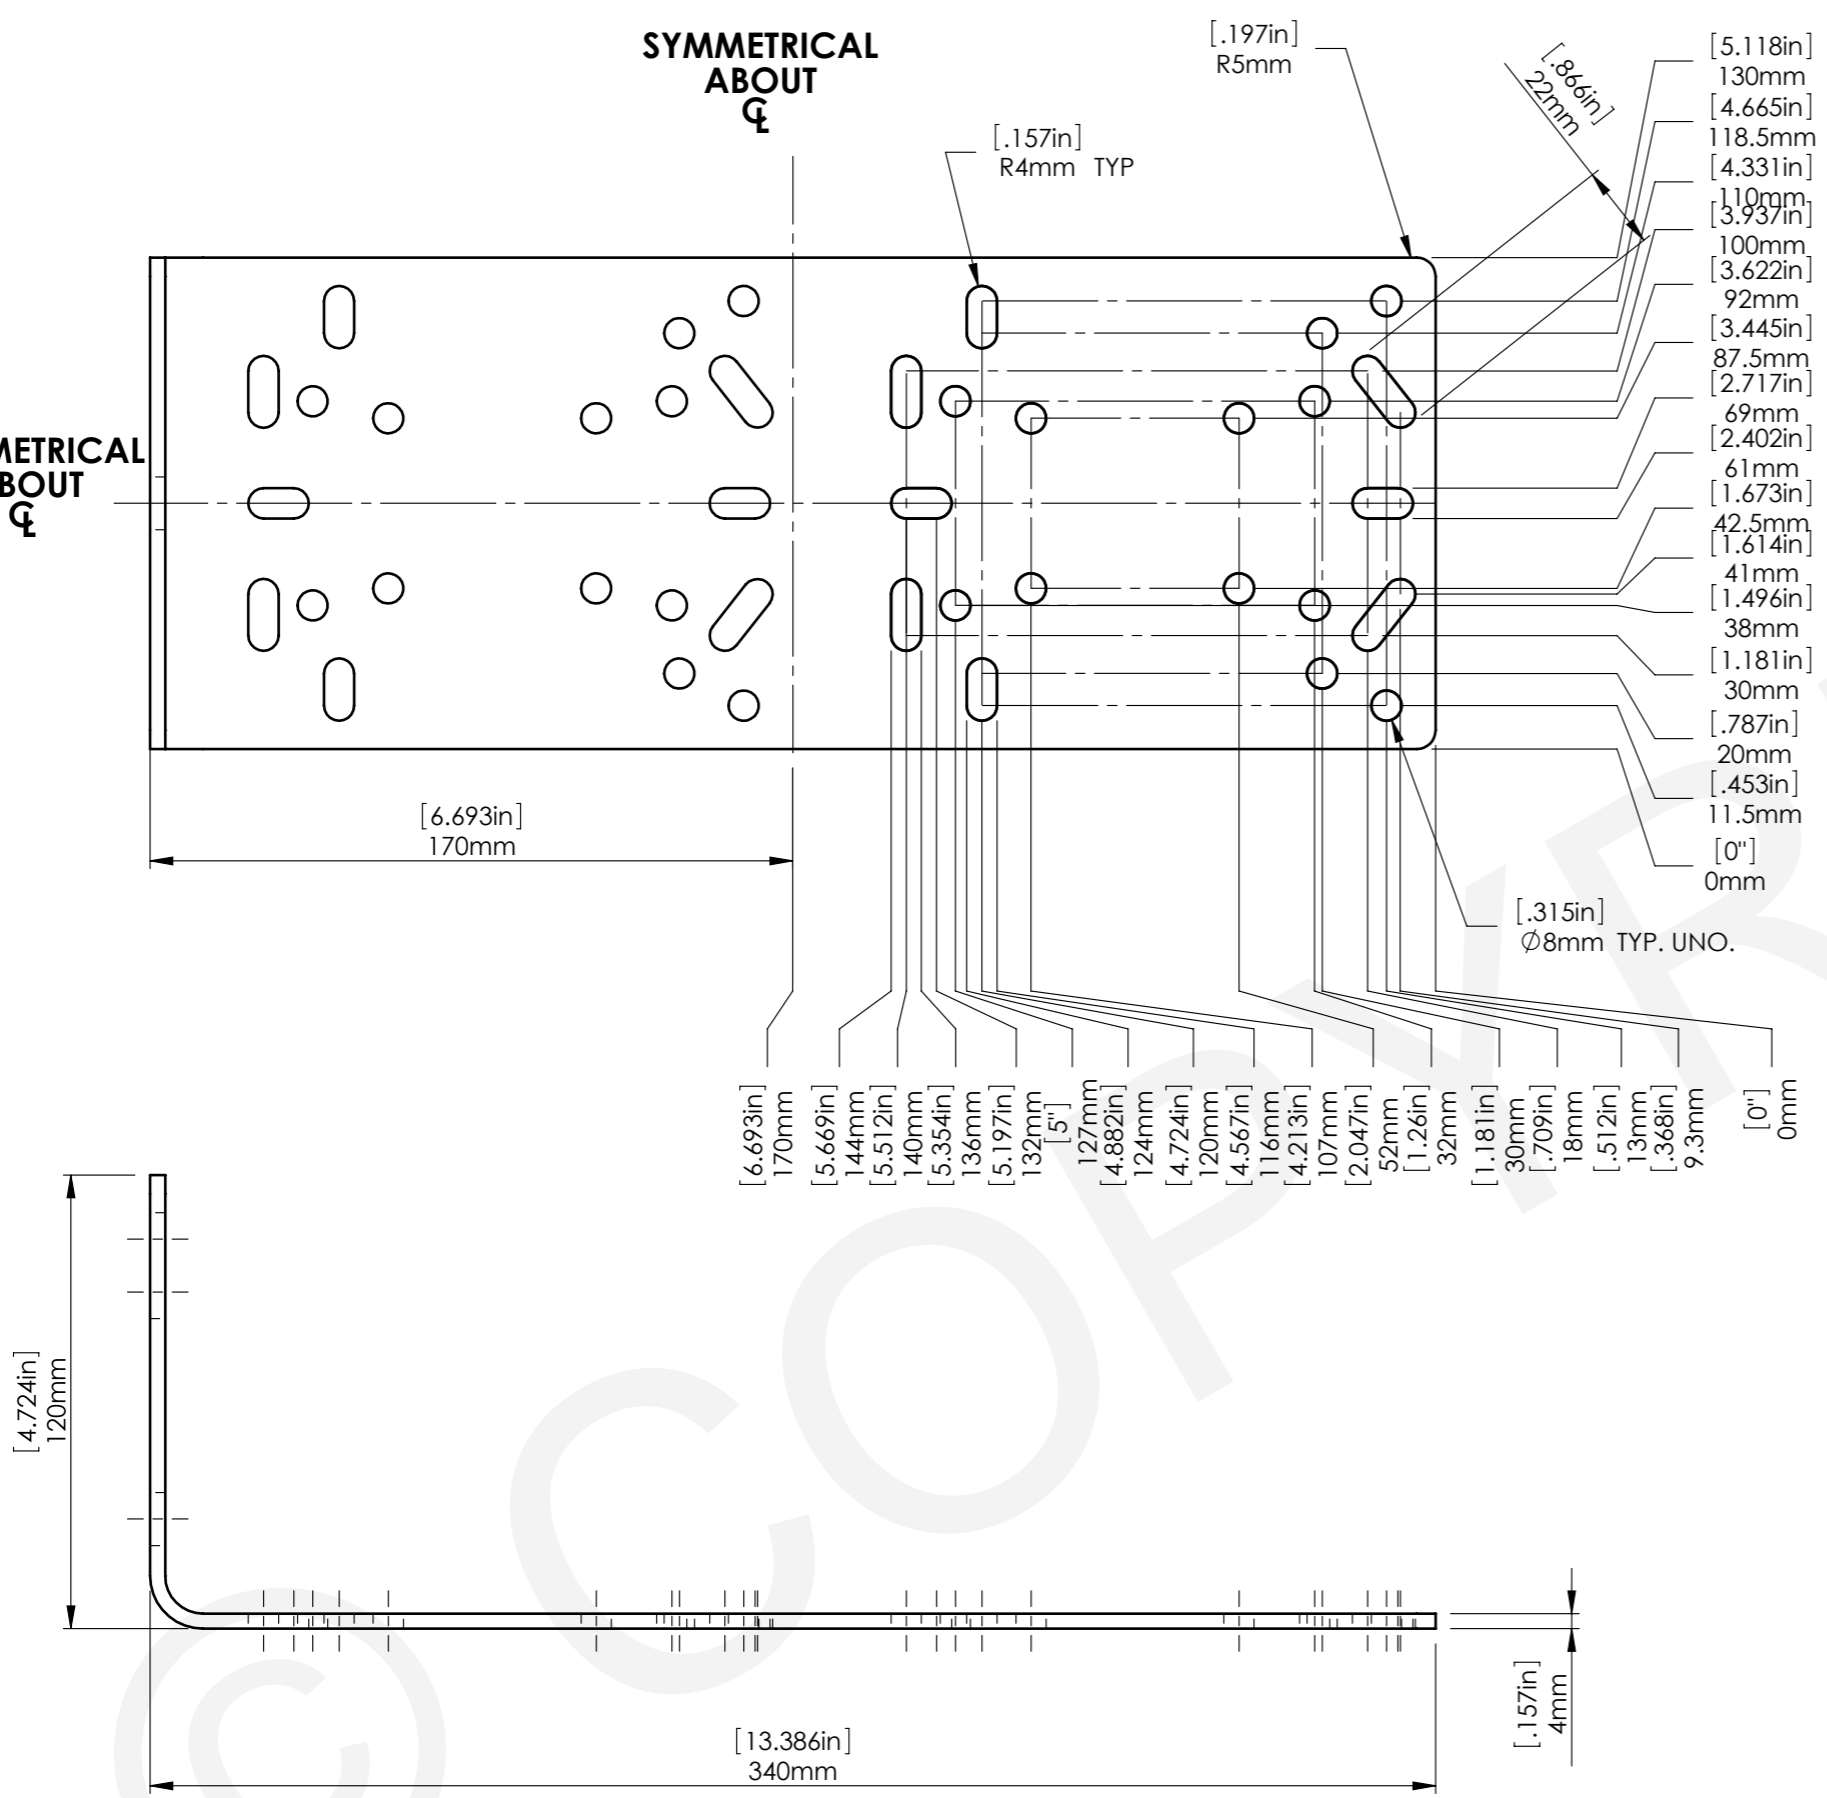 SYMMETRICAL
ABOUT
℄
[.197in]
R5mm
[.866in]
22mm
[.157in]
R4mm TYP
[5.118in]
130mm
[4.665in]
118.5mm
[4.331in]
110mm
[3.937in]
100mm
[3.622in]
92mm
[3.445in]
87.5mm
[2.717in]
69mm
[2.402in]
61mm
[1.673in]
42.5mm
[1.614in]
41mm
[1.496in]
38mm
[1.181in]
30mm
[.787in]
20mm
[.453in]
11.5mm
[0"]
0mm
METRICAL
BOUT
℄
[6.693in]
170mm
[.315in]
∅8mm TYP. UNO.
[6.693in]
170mm
[5.669in]
144mm
[5.512in]
140mm
[5.354in]
136mm
[5.197in]
132mm
[5"]
127mm
[4.882in]
124mm
[4.724in]
120mm
[4.567in]
116mm
[4.213in]
107mm
[2.047in]
52mm
[1.26in]
32mm
[1.181in]
30mm
[.709in]
18mm
[.512in]
13mm
[.368in]
9.3mm
[0"]
0mm
[4.724in]
120mm
[.157in]
4mm
[13.386in]
340mm
© COPYR